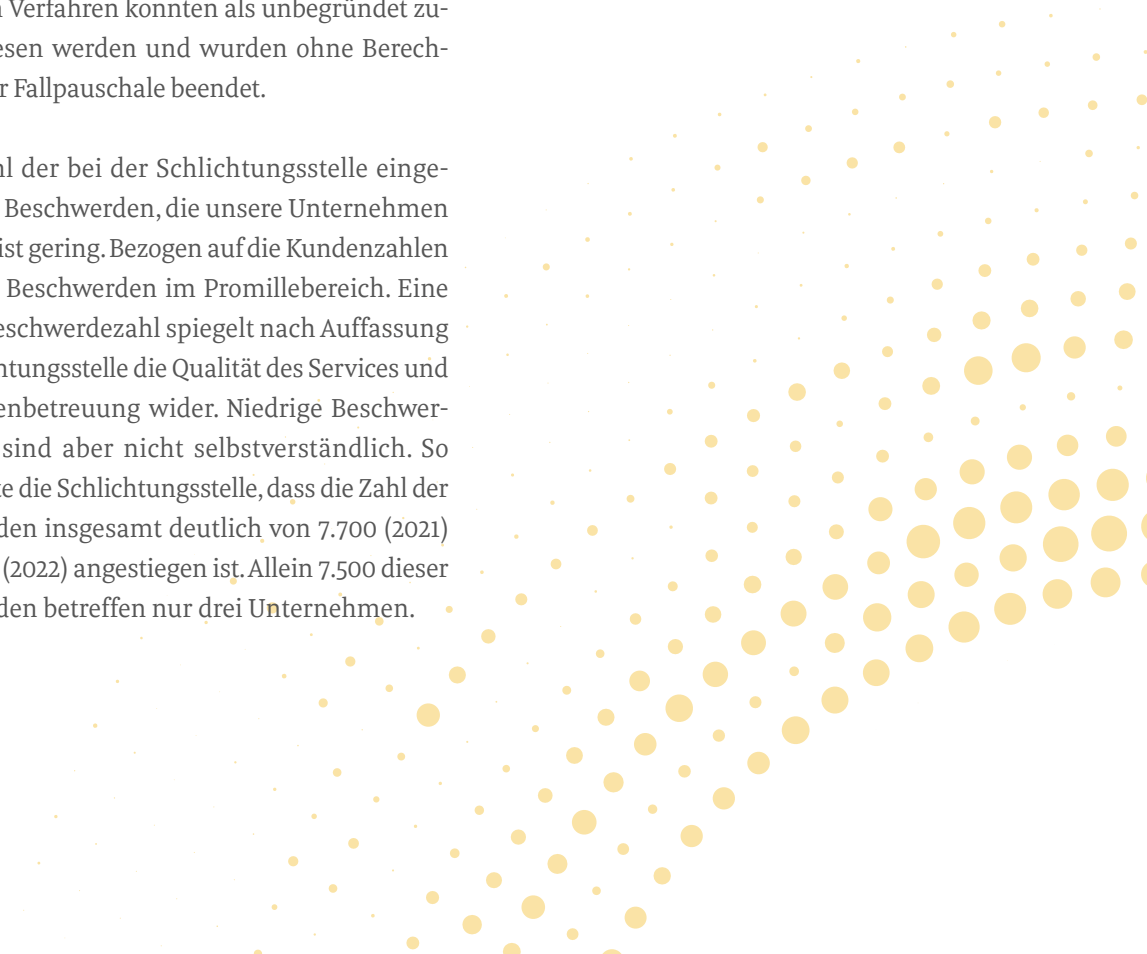 Verfahren konnten als unbegründet zu-
esen werden und wurden ohne Berech-
r Fallpauschale beendet.
hl der bei der Schlichtungsstelle einge-
Beschwerden, die unsere Unternehmen
ist gering. Bezogen auf die Kundenzahlen
Beschwerden im Promillebereich. Eine
eschwerdezahl spiegelt nach Auffassung
htungsstelle die Qualität des Services und
enbetreuung wider. Niedrige Beschwer-
sind aber nicht selbstverständlich. So
te die Schlichtungsstelle, dass die Zahl der
den insgesamt deutlich von 7.700 (2021)
(2022) angestiegen ist. Allein 7.500 dieser
den betreffen nur drei Unternehmen.